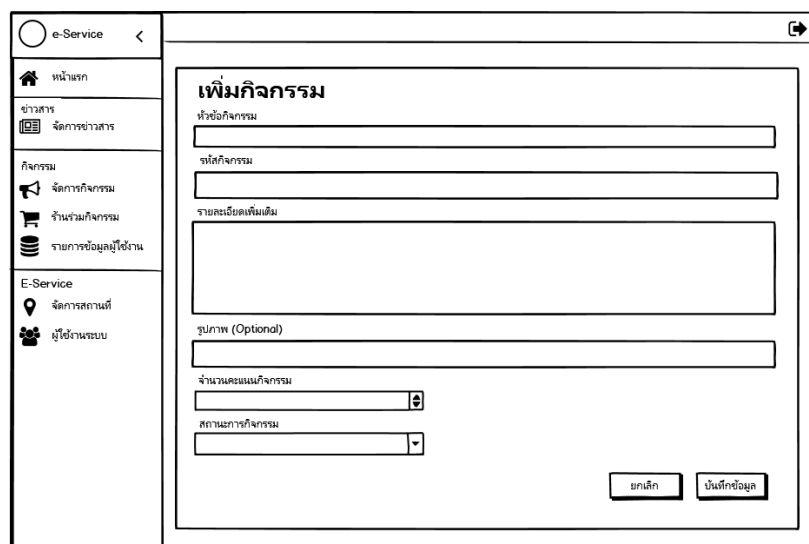 e-Service
หน้าแรก
ข่าวสาร
จัดการข่าวสาร
กิจกรรม
จัดการกิจกรรม
ร้านร่วมกิจกรรม
รายการข้อมูลผู้ใช้งาน
E-Service
จัดการสถานที่
ผู้ใช้งานระบบ
เพิ่มกิจกรรม
หัวข้อกิจกรรม
รหัสกิจกรรม
รายละเอียดเพิ่มเติม
รูปภาพ (Optional)
จำนวนคะแนนกิจกรรม
สถานะการกิจกรรม
ยกเลิก
บันทึกข้อมูล